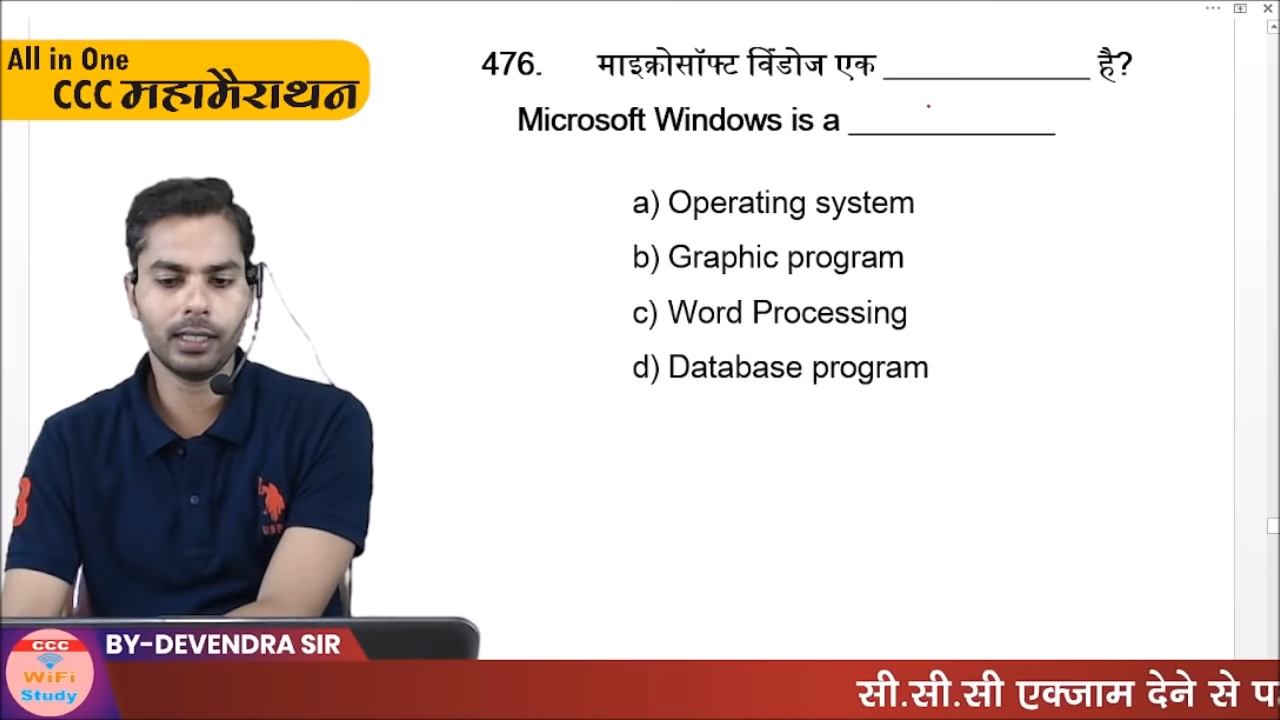 All in One
CCC महामैराथन
476. माइक्रोसॉफ्ट विंडोज एक ____________ है?
Microsoft Windows is a ____________
a) Operating system
b) Graphic program
c) Word Processing
d) Database program
CCC
WiFi
Study
BY-DEVENDRA SIR
सी.सी.सी एक्जाम देने से